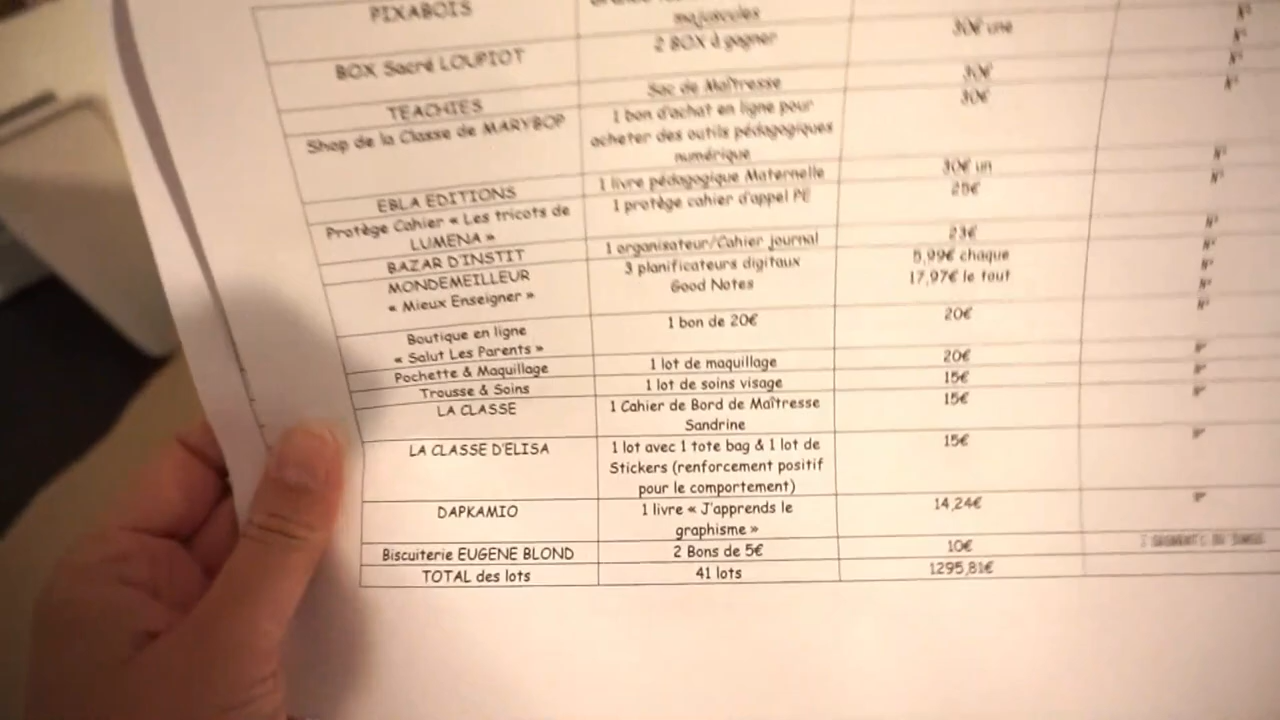 PIXABOIS
majuscules
BOX Sacré LOUPIOT
2 BOX à gagner
30€ une
TEACHIES
Sac de Maîtresse
30€
Shop de la Classe de MARYBOP
1 bon d'achat en ligne pour
acheter des outils pédagogiques
numérique
30€
EBLA EDITIONS
1 livre pédagogique Maternelle
30€ un
Protège Cahier « Les tricots de
LUMENA »
1 protège cahier d'appel PE
25€
BAZAR D'INSTIT
1 organisateur/Cahier journal
23€
MONDEMEILLEUR
« Mieux Enseigner »
3 planificateurs digitaux
Good Notes
5,99€ chaque
17,97€ le tout
Boutique en ligne
« Salut Les Parents »
1 bon de 20€
20€
Pochette & Maquillage
1 lot de maquillage
20€
Trousse & Soins
1 lot de soins visage
15€
LA CLASSE
1 Cahier de Bord de Maîtresse
Sandrine
15€
LA CLASSE D'ELISA
1 lot avec 1 tote bag & 1 lot de
Stickers (renforcement positif
pour le comportement)
15€
DAPKAMIO
1 livre « J'apprends le
graphisme »
14,24€
Biscuiterie EUGENE BLOND
2 Bons de 5€
10€
TOTAL des lots
41 lots
1295,81€